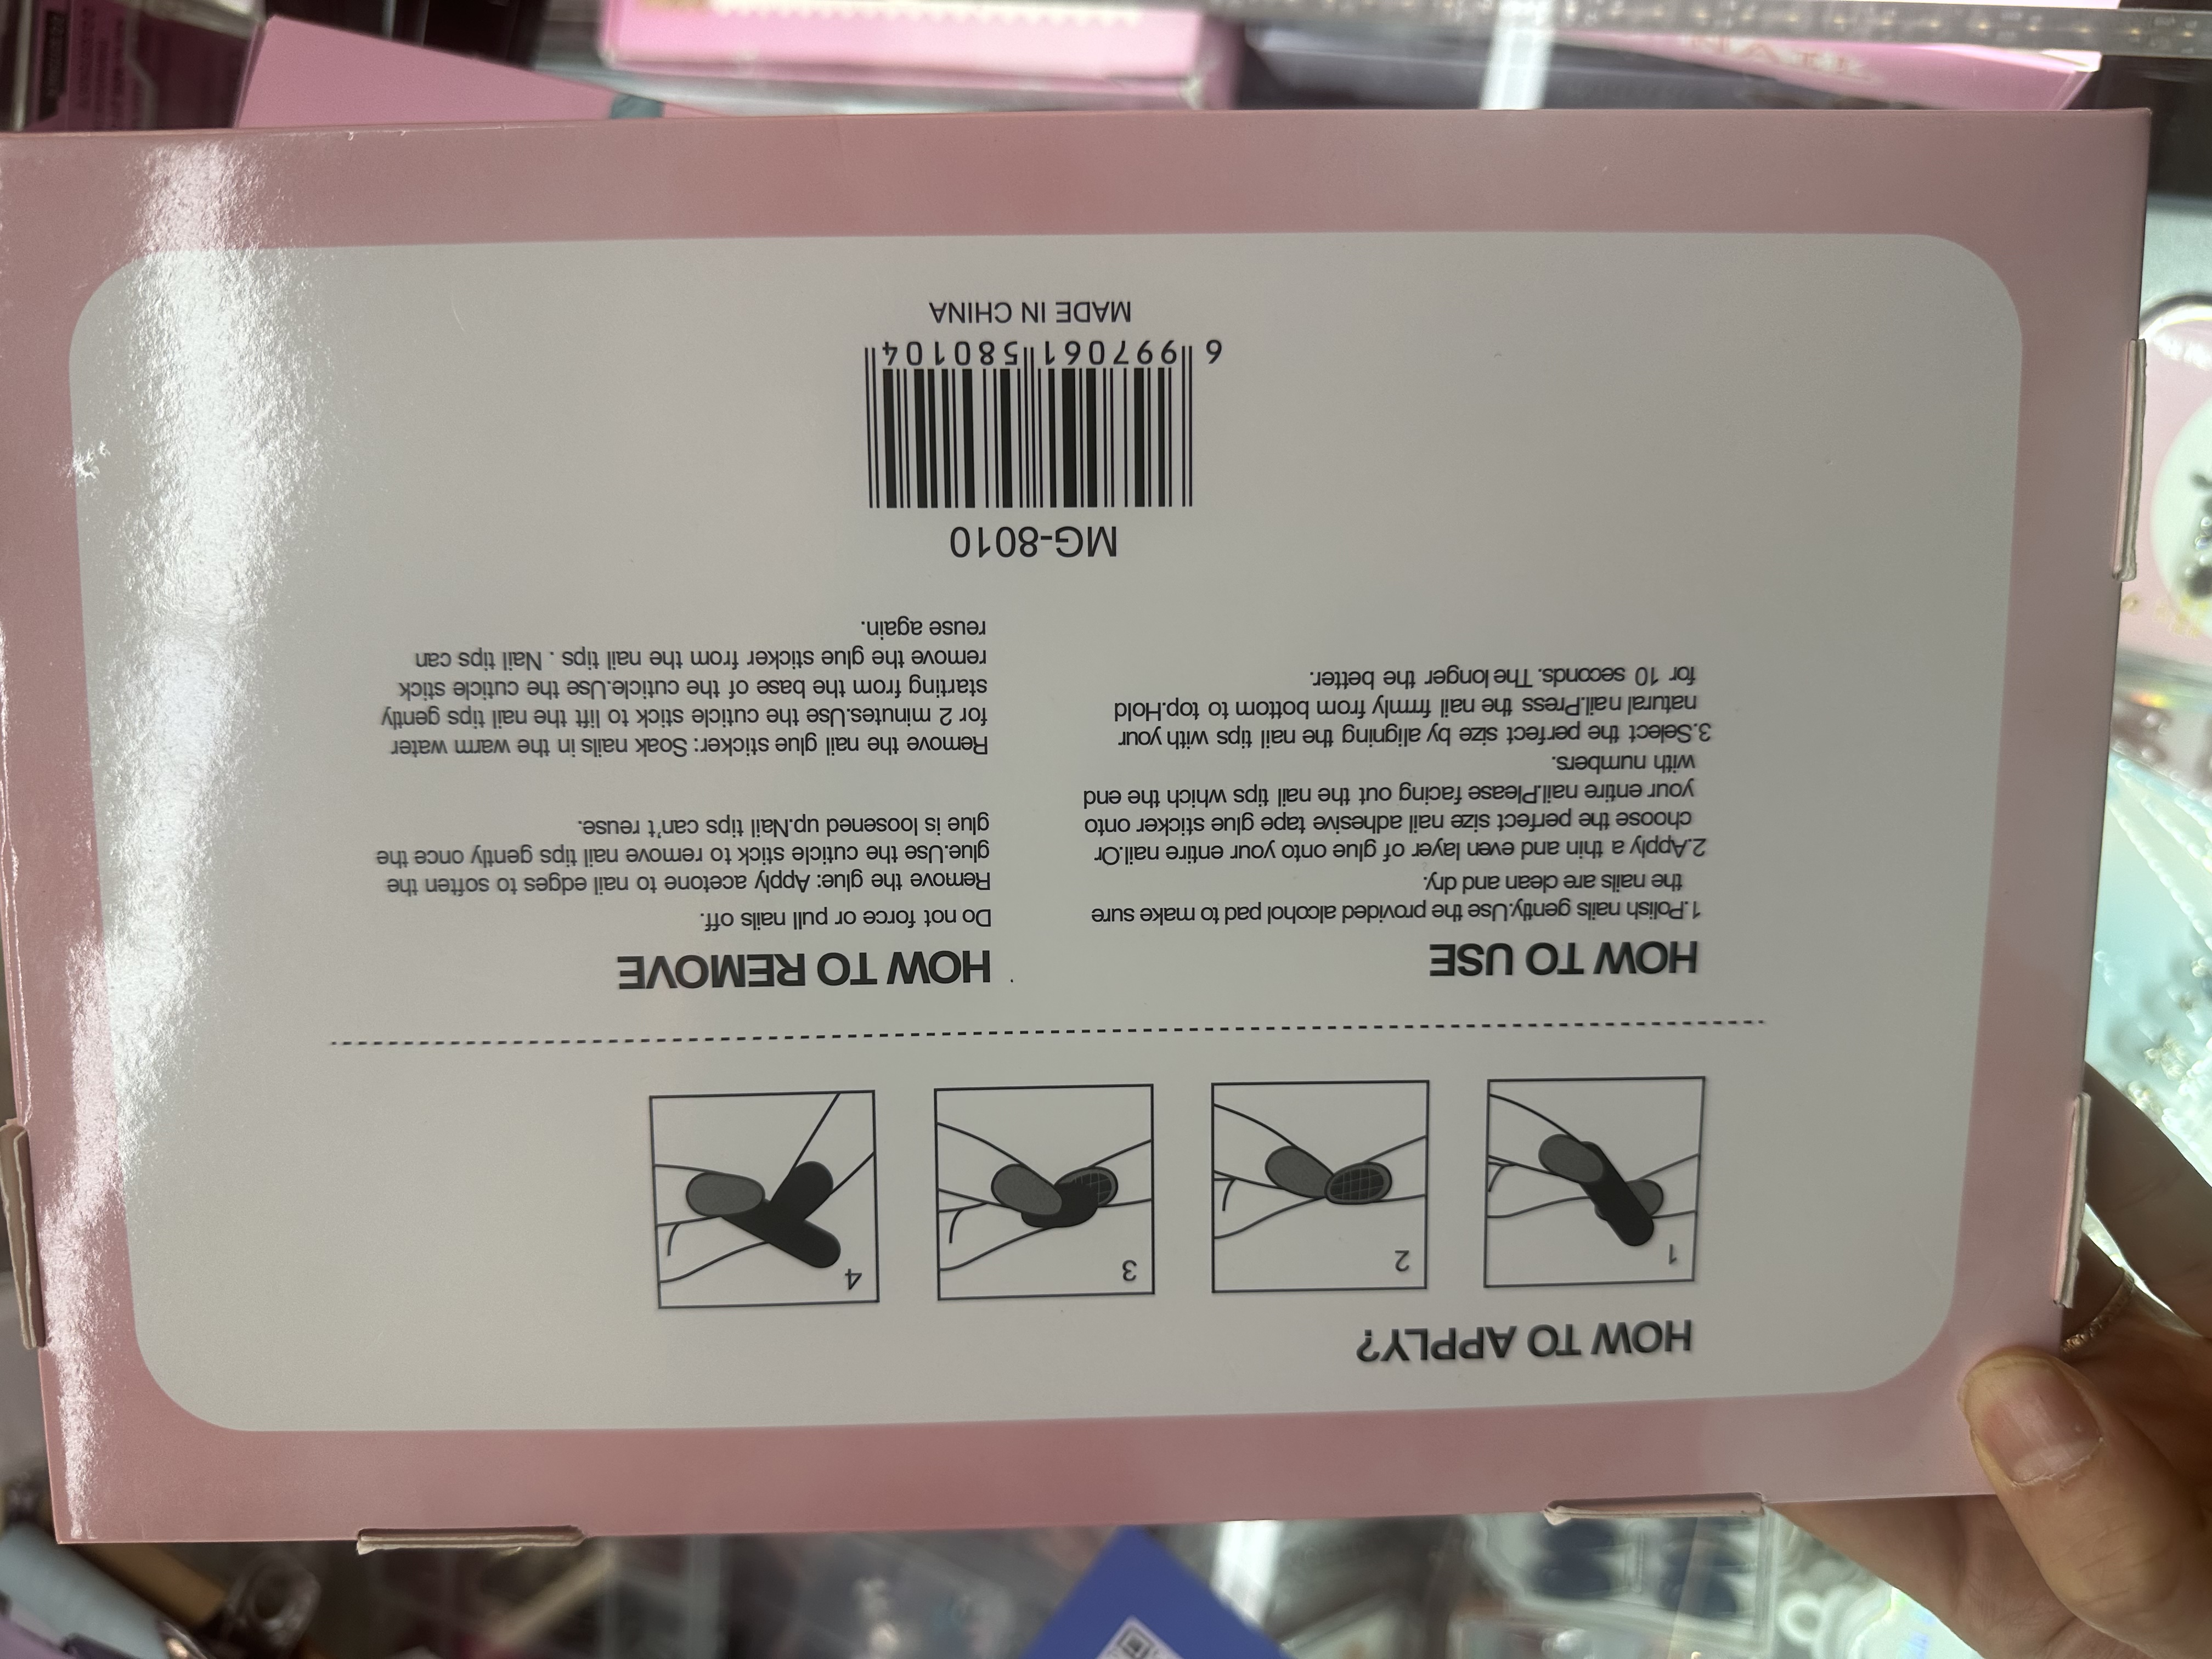 HOW TO APPLY?
1
2
3
4
HOW TO USE
1.Polish nails gently.Use the provided alcohol pad to make sure
the nails are clean and dry.
2.Apply a thin and even layer of glue onto your entire nail.Or
choose the perfect size nail adhesive tape glue sticker onto
your entire nail.Please facing out the nail tips which the end
with numbers.
3.Select the perfect size by aligning the nail tips with your
natural nail.Press the nail frmly from bottom to top.Hold
for 10 seconds. The longer the better.
HOW TO REMOVE
Do not force or pull nails off.
Remove the glue: Apply acetone to nail edges to soften the
glue.Use the cuticle stick to remove nail tips gently once the
glue is loosened up.Nail tips can't reuse.
Remove the nail glue sticker: Soak nails in the warm water
for 2 minutes.Use the cuticle stick to lift the nail tips gently
starting from the base of the cuticle.Use the cuticle stick
remove the glue sticker from the nail tips . Nail tips can
reuse again.
MG-8010
6 997061 580104
MADE IN CHINA
NAIL